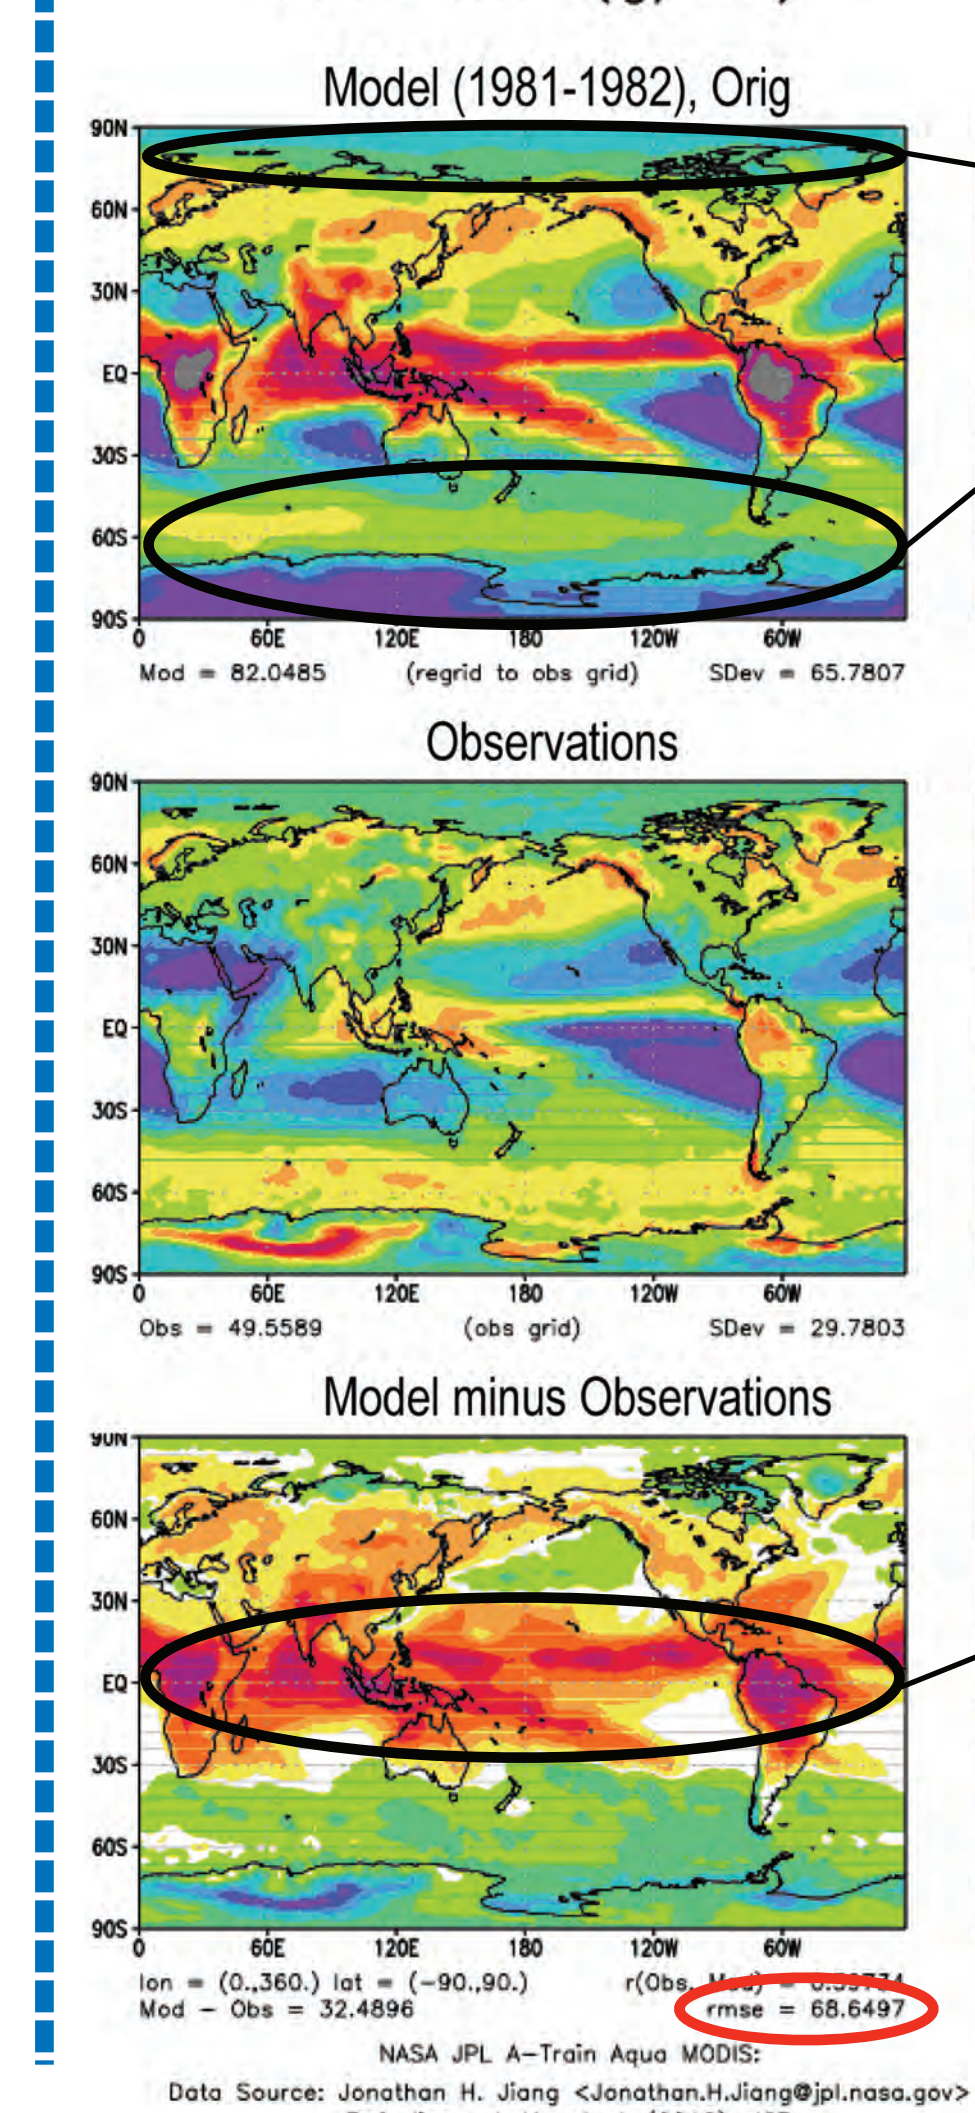 Model (1981-1982), Orig
90N
60N
30N
EQ
30S
60S
90S
0 60E 120E 180 120W 60W
Mod = 82.0485 (regrid to obs grid) SDev = 65.7807
Observations
90N
60N
30N
EQ
30S
60S
90S
0 60E 120E 180 120W 60W
Obs = 49.5589 (obs grid) SDev = 29.7803
Model minus Observations
90N
60N
30N
EQ
30S
60S
90S
0 60E 120E 180 120W 60W
lon = (0.,360.) lat = (-90.,90.) r(Obs, Mod) =
Mod - Obs = 32.4896 rmse = 68.6497
NASA JPL A-Train Aqua MODIS:
Data Source: Jonathan H. Jiang <Jonathan.H.Jiang@jpl.nasa.gov>